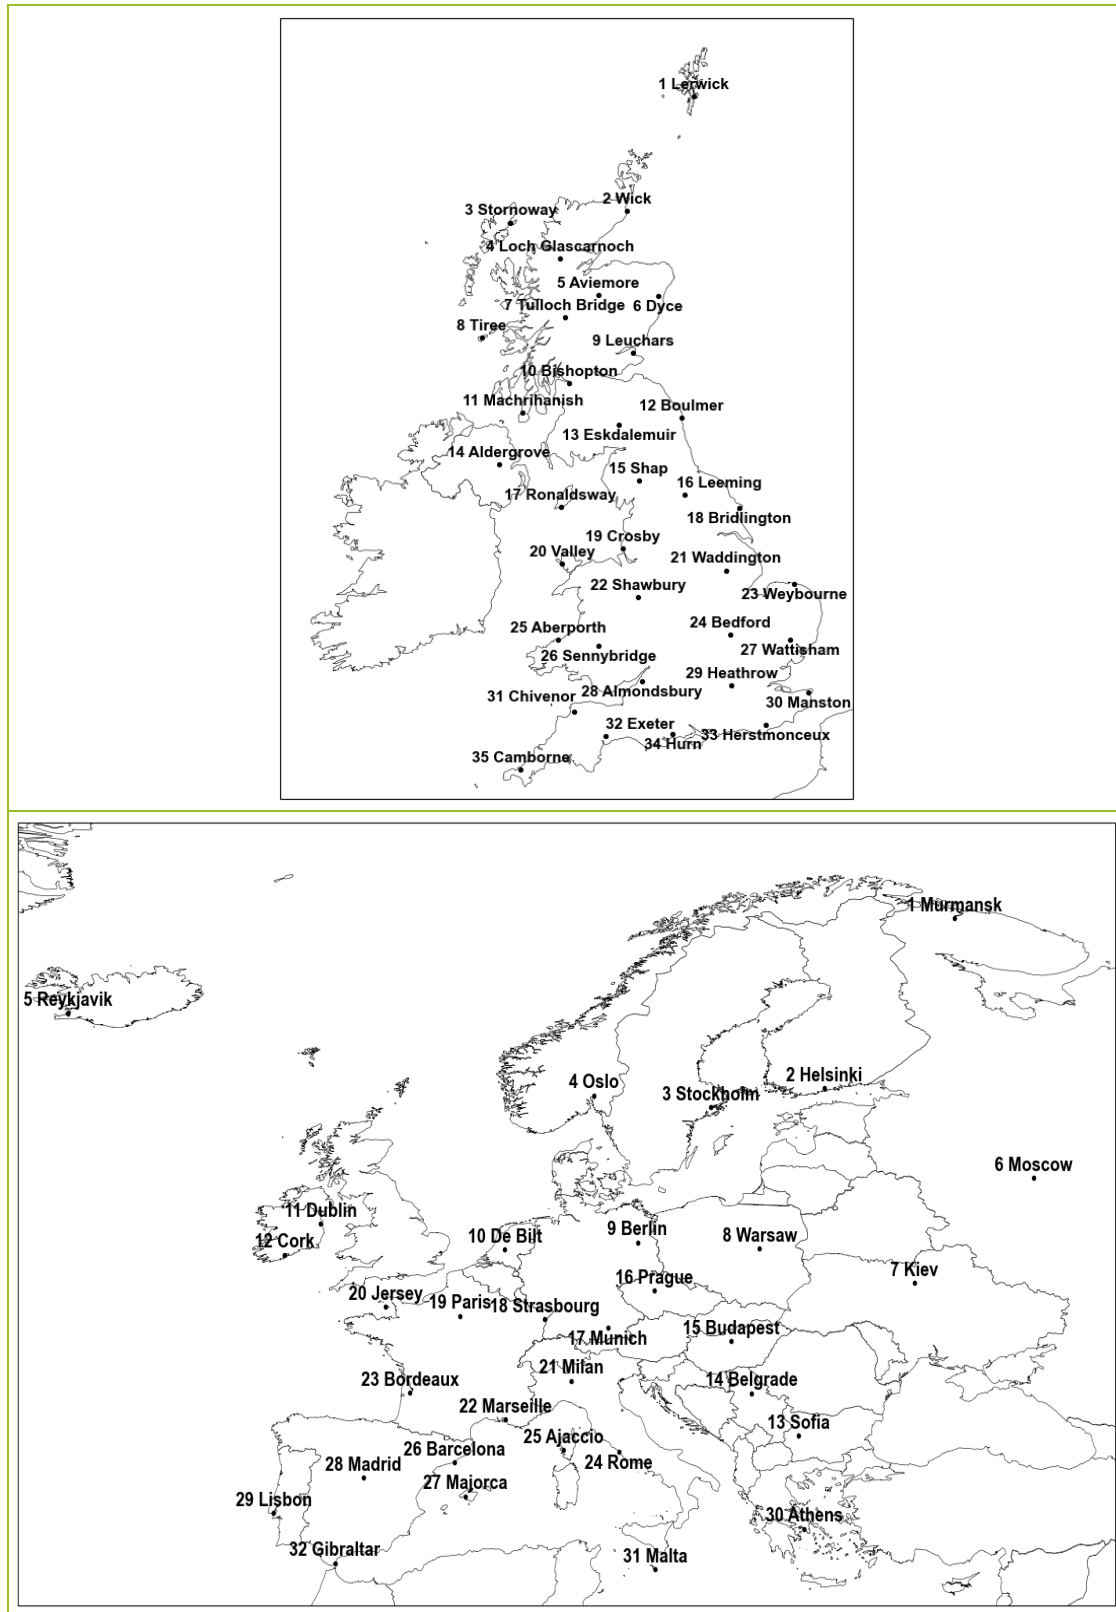 1 Lerwick
2 Wick
3 Stornoway
4 Loch Glascarnoch
5 Aviemore
7 Tulloch Bridge
6 Dyce
8 Tiree
9 Leuchars
10 Bishopton
11 Machrihanish
12 Boulmer
13 Eskdalemuir
14 Aldergrove
15 Shap
16 Leeming
17 Ronaldsway
18 Bridlington
19 Crosby
20 Valley
21 Waddington
22 Shawbury
23 Weybourne
24 Bedford
25 Aberporth
26 Sennybridge
27 Wattisham
29 Heathrow
28 Almondsbury
31 Chivenor
30 Manston
32 Exeter
33 Herstmonceux
34 Hurn
35 Camborne
1 Murmansk
5 Reykjavik
2 Helsinki
4 Oslo
3 Stockholm
6 Moscow
11 Dublin
9 Berlin
10 De Bilt
8 Warsaw
12 Cork
7 Kiev
16 Prague
20 Jersey
19 Paris
18 Strasbourg
15 Budapest
17 Munich
21 Milan
23 Bordeaux
14 Belgrade
22 Marseille
13 Sofia
25 Ajaccio
26 Barcelona
24 Rome
28 Madrid
27 Majorca
29 Lisbon
30 Athens
32 Gibraltar
31 Malta